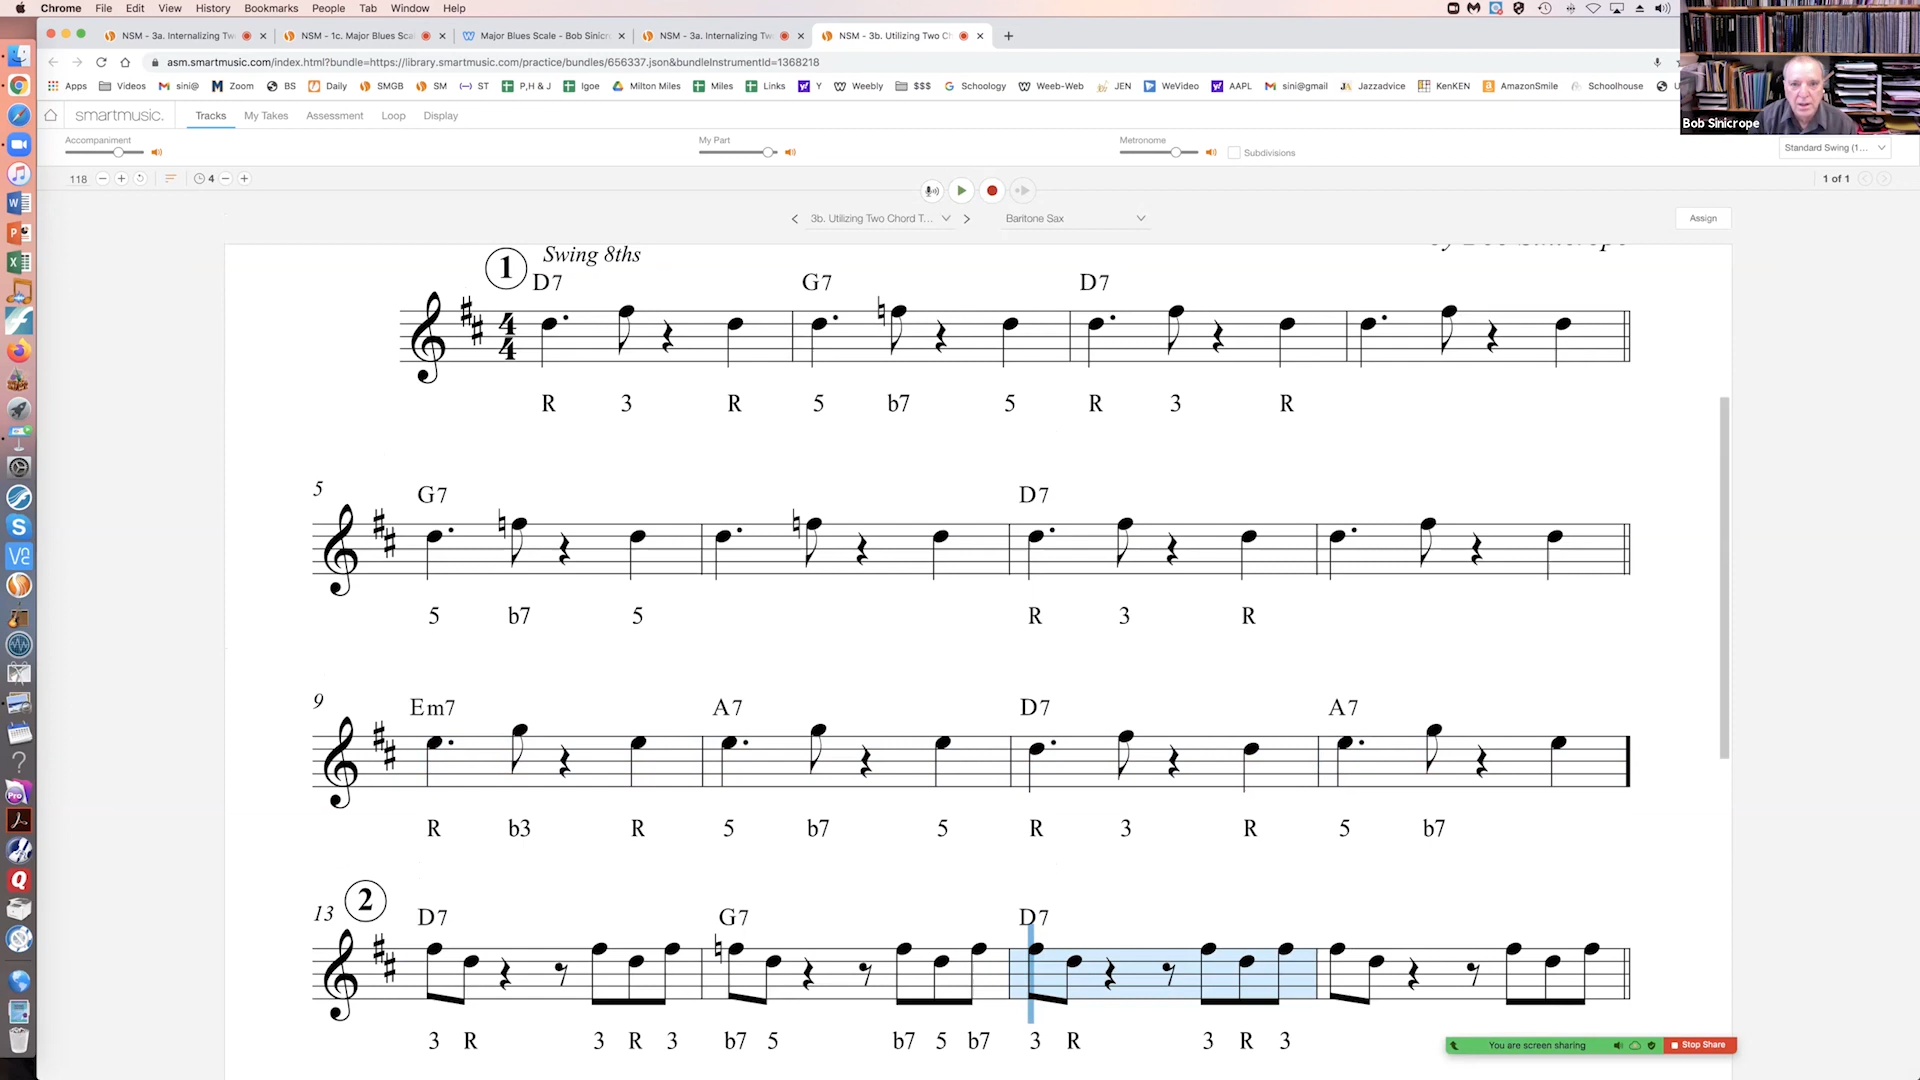 Chrome File Edit View History Bookmarks People Tab Window Help
NSM - 3a. Internalizing Tw NSM - 1c. Major Blues Sca Major Blues Scale - Bob Sinicr NSM - 3a. Internalizing Tw NSM - 3b. Utilizing Two Ch
asm.smartmusic.com/index.html?bundle=https://library.smartmusic.com/practice/bundles/656337.json&bundleInstrumentId=1368218
Apps Videos sini@ Zoom BS Daily SMGB SM ST P,H & J Igoe Milton Miles Miles Links Y Weebly $$$ Schoology Weeb-Web JEN WeVideo AAPL sini@gmail Jazzadvice KenKEN AmazonSmile Schoolhouse
Bob Sinicrope
smartmusic. Tracks My Takes Assessment Loop Display
Accompaniment My Part Metronome
Subdivisions Standard Swing (1...
118 4 1 of 1
3b. Utilizing Two Chord T... Baritone Sax Assign
by Bob Sinicrope
1 Swing 8ths
D7 G7 D7
4
4
R 3 R 5 b7 5 R 3 R
5 G7 D7
5 b7 5 R 3 R
9 Em7 A7 D7 A7
R b3 R 5 b7 5 R 3 R 5 b7
13 2 D7 G7 D7
3 R 3 R 3 b7 5 b7 5 b7 3 R 3 R 3
You are screen sharing Stop Share